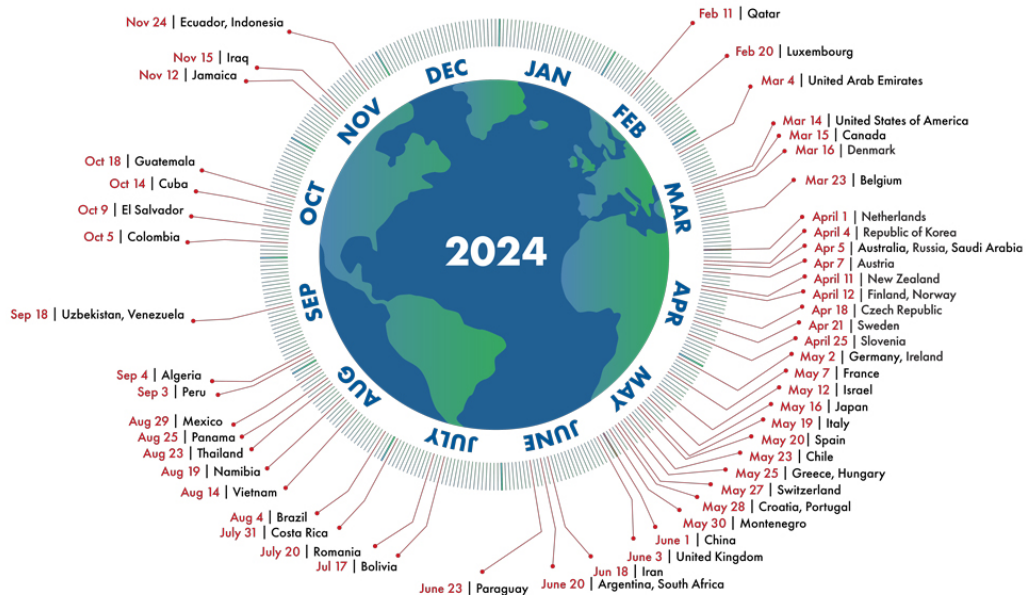 2024
JAN
FEB
MAR
APR
MAY
JUNE
JULY
AUG
SEP
OCT
NOV
DEC
Feb 11 | Qatar
Feb 20 | Luxembourg
Mar 4 | United Arab Emirates
Mar 14 | United States of America
Mar 15 | Canada
Mar 16 | Denmark
Mar 23 | Belgium
April 1 | Netherlands
April 4 | Republic of Korea
Apr 5 | Australia, Russia, Saudi Arabia
Apr 7 | Austria
April 11 | New Zealand
April 12 | Finland, Norway
Apr 18 | Czech Republic
Apr 21 | Sweden
April 25 | Slovenia
May 2 | Germany, Ireland
May 7 | France
May 12 | Israel
May 16 | Japan
May 19 | Italy
May 20 | Spain
May 23 | Chile
May 25 | Greece, Hungary
May 27 | Switzerland
May 28 | Croatia, Portugal
May 30 | Montenegro
June 1 | China
June 3 | United Kingdom
Jun 18 | Iran
June 20 | Argentina, South Africa
June 23 | Paraguay
Jul 17 | Bolivia
July 20 | Romania
July 31 | Costa Rica
Aug 4 | Brazil
Aug 14 | Vietnam
Aug 19 | Namibia
Aug 23 | Thailand
Aug 25 | Panama
Aug 29 | Mexico
Sep 3 | Peru
Sep 4 | Algeria
Sep 18 | Uzbekistan, Venezuela
Oct 5 | Colombia
Oct 9 | El Salvador
Oct 14 | Cuba
Oct 18 | Guatemala
Nov 12 | Jamaica
Nov 15 | Iraq
Nov 24 | Ecuador, Indonesia